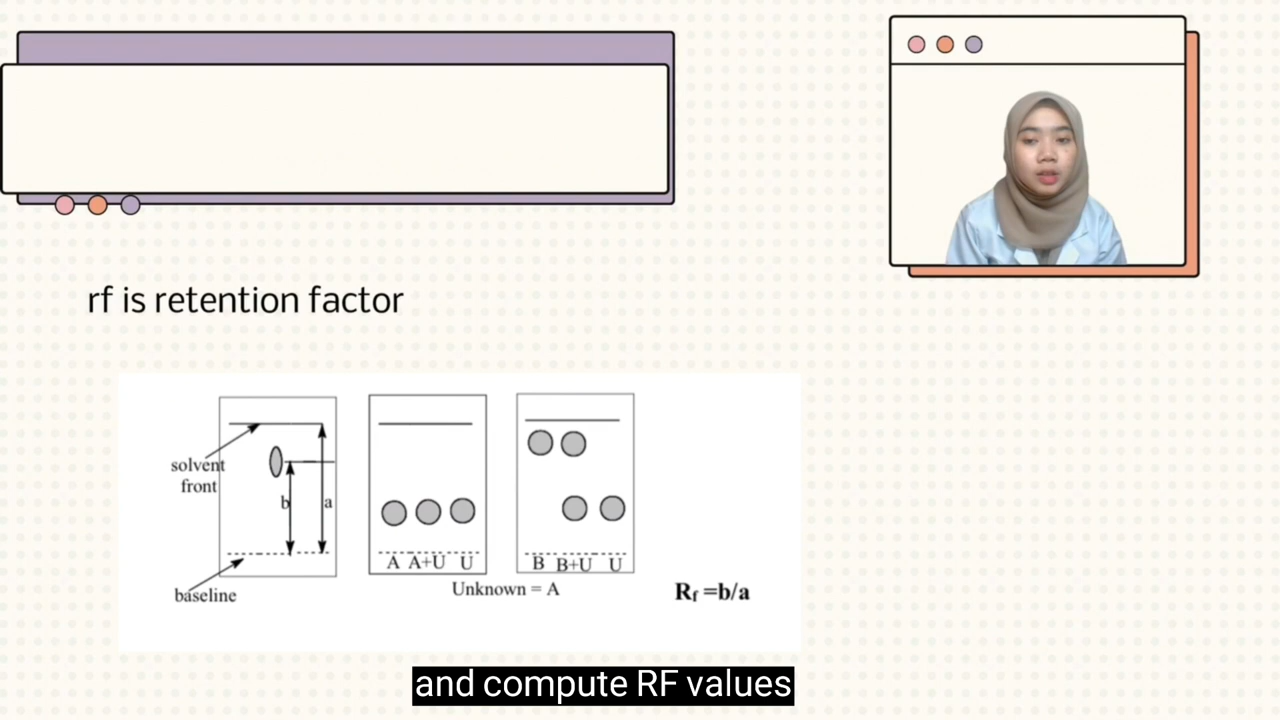 rf is retention factor
solvent
front
b
a
baseline
A A+U U
B B+U U
Unknown = A
Rf =b/a
and compute RF values